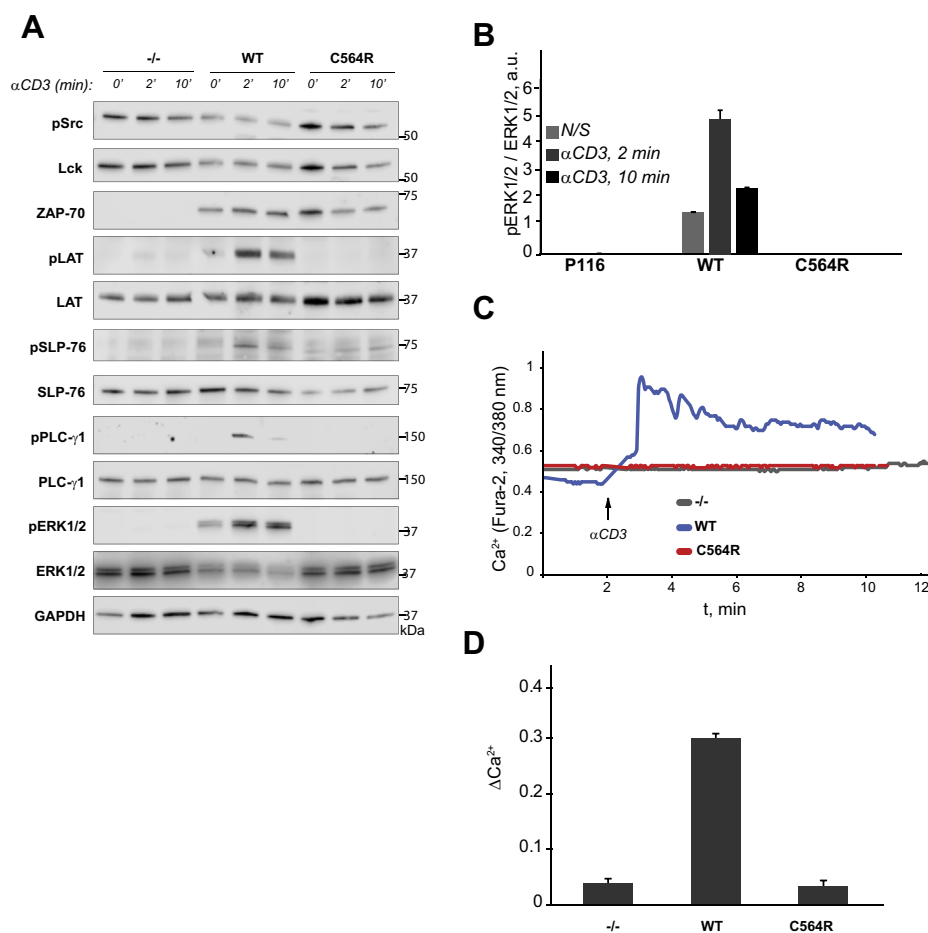 A
-/- WT C564R
αCD3 (min): 0' 2' 10' 0' 2' 10' 0' 2' 10'
pSrc 50
Lck 50
ZAP-70 75
pLAT 37
LAT 37
pSLP-76 75
SLP-76 75
pPLC-γ1 150
PLC-γ1 150
pERK1/2 37
ERK1/2 37
GAPDH 37
kDa
B
pERK1/2 / ERK1/2, a.u.
6
5
4
3
2
1
0
N/S
αCD3, 2 min
αCD3, 10 min
P116 WT C564R
C
Ca²⁺ (Fura-2, 340/380 nm)
1
0.8
0.6
0.4
0.2
0
αCD3
-/-
WT
C564R
2 4 6 8 10 12
t, min
D
ΔCa²⁺
0.4
0.3
0.2
0.1
0
-/- WT C564R